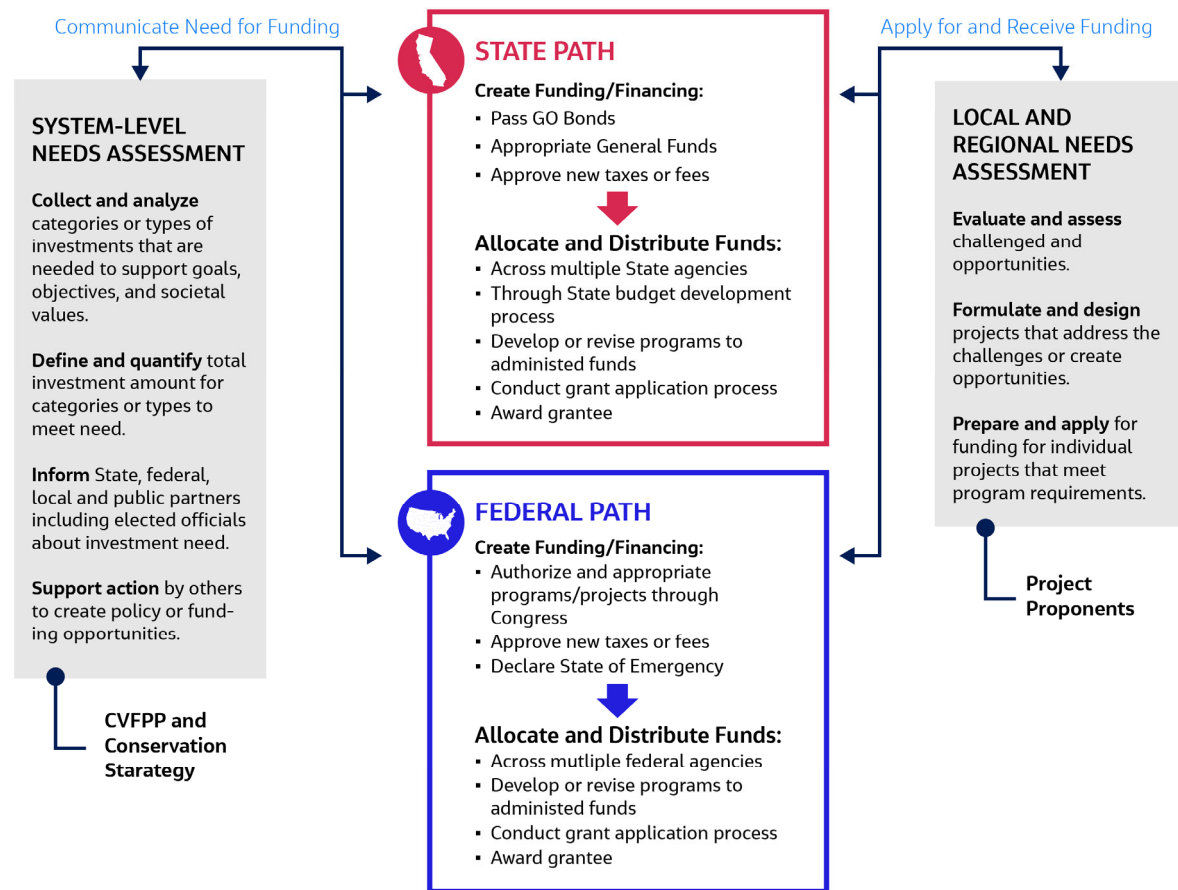 Communicate Need for Funding
SYSTEM-LEVEL
NEEDS ASSESSMENT
Collect and analyze
categories or types of
investments that are
needed to support goals,
objectives, and societal
values.
Define and quantify total
investment amount for
categories or types to
meet need.
Inform State, federal,
local and public partners
including elected officials
about investment need.
Support action by others
to create policy or fund-
ing opportunities.
CVFPP and
Conservation
Starategy
STATE PATH
Create Funding/Financing:
▪ Pass GO Bonds
▪ Appropriate General Funds
▪ Approve new taxes or fees
Allocate and Distribute Funds:
▪ Across multiple State agencies
▪ Through State budget development
process
▪ Develop or revise programs to
administed funds
▪ Conduct grant application process
▪ Award grantee
FEDERAL PATH
Create Funding/Financing:
▪ Authorize and appropriate
programs/projects through
Congress
▪ Approve new taxes or fees
▪ Declare State of Emergency
Allocate and Distribute Funds:
▪ Across mutliple federal agencies
▪ Develop or revise programs to
administed funds
▪ Conduct grant application process
▪ Award grantee
Apply for and Receive Funding
LOCAL AND
REGIONAL NEEDS
ASSESSMENT
Evaluate and assess
challenged and
opportunities.
Formulate and design
projects that address the
challenges or create
opportunities.
Prepare and apply for
funding for individual
projects that meet
program requirements.
Project
Proponents